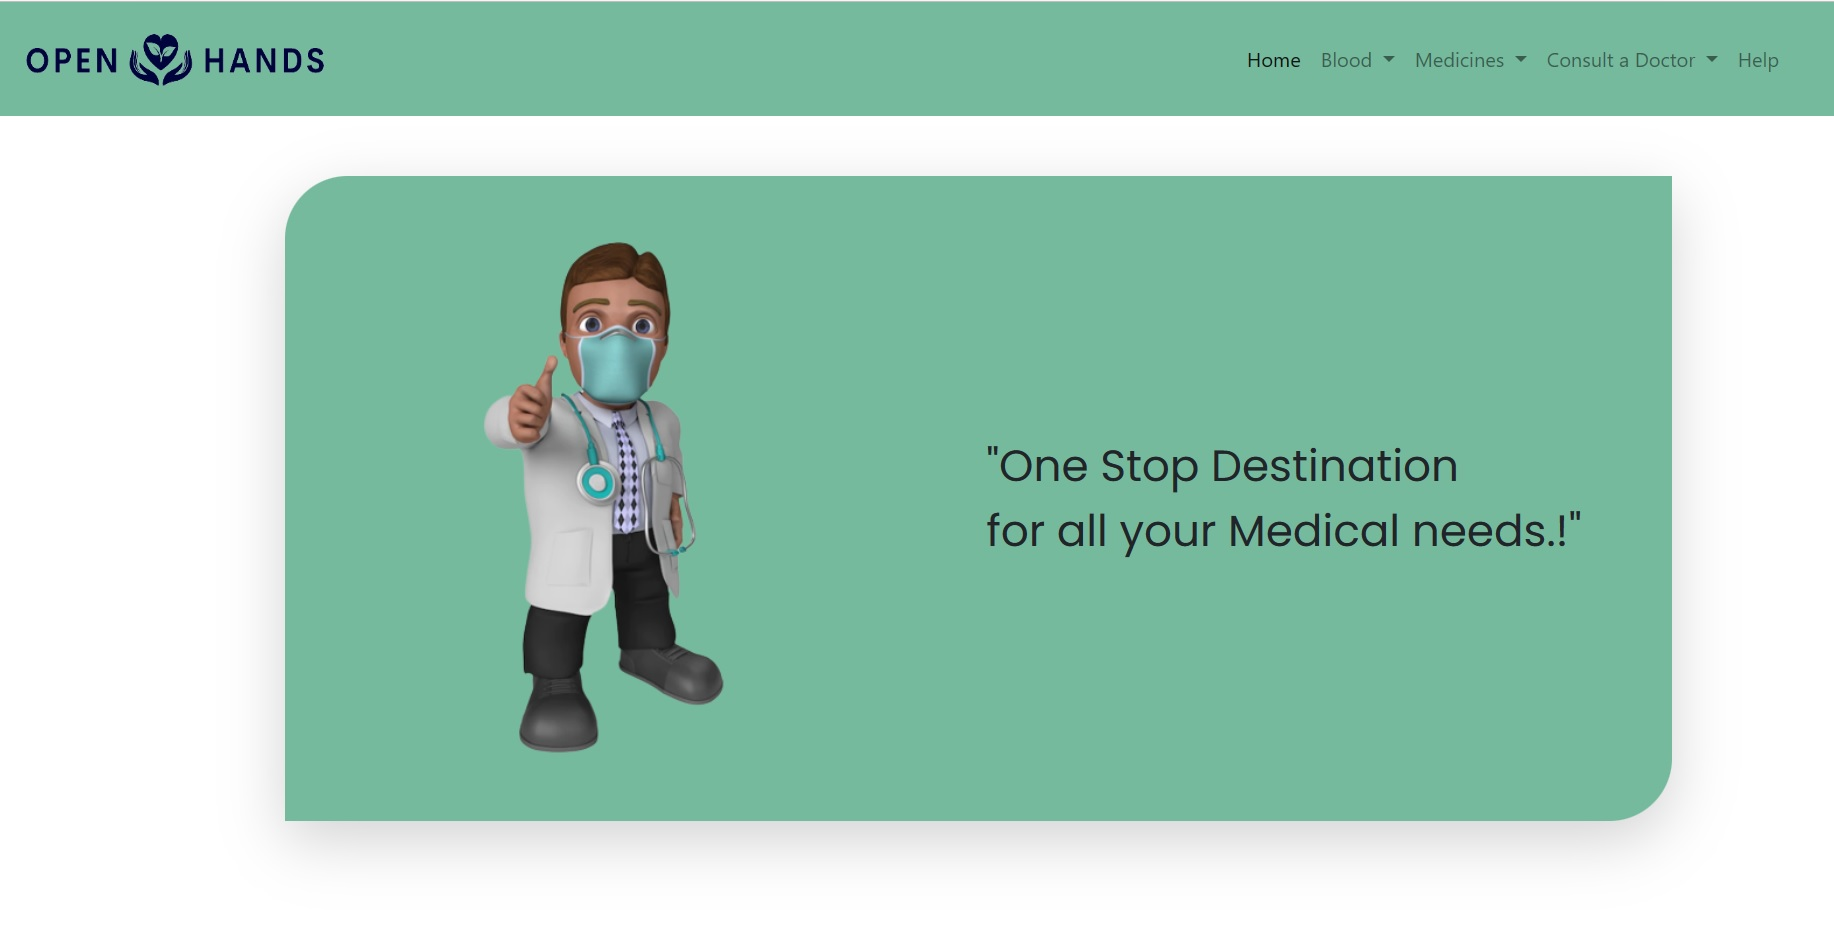 OPEN HANDS
Home Blood Medicines Consult a Doctor Help
"One Stop Destination
for all your Medical needs.!"